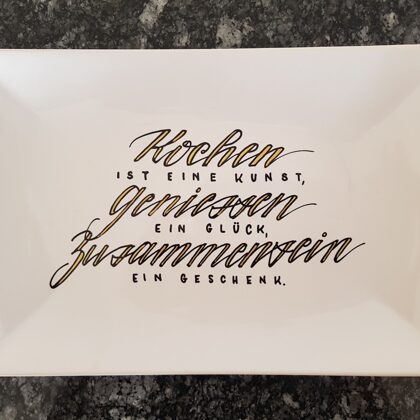 Kochen
IST EINE KUNST,
geniessen
EIN GLÜCK,
Zusammensein
EIN GESCHENK.